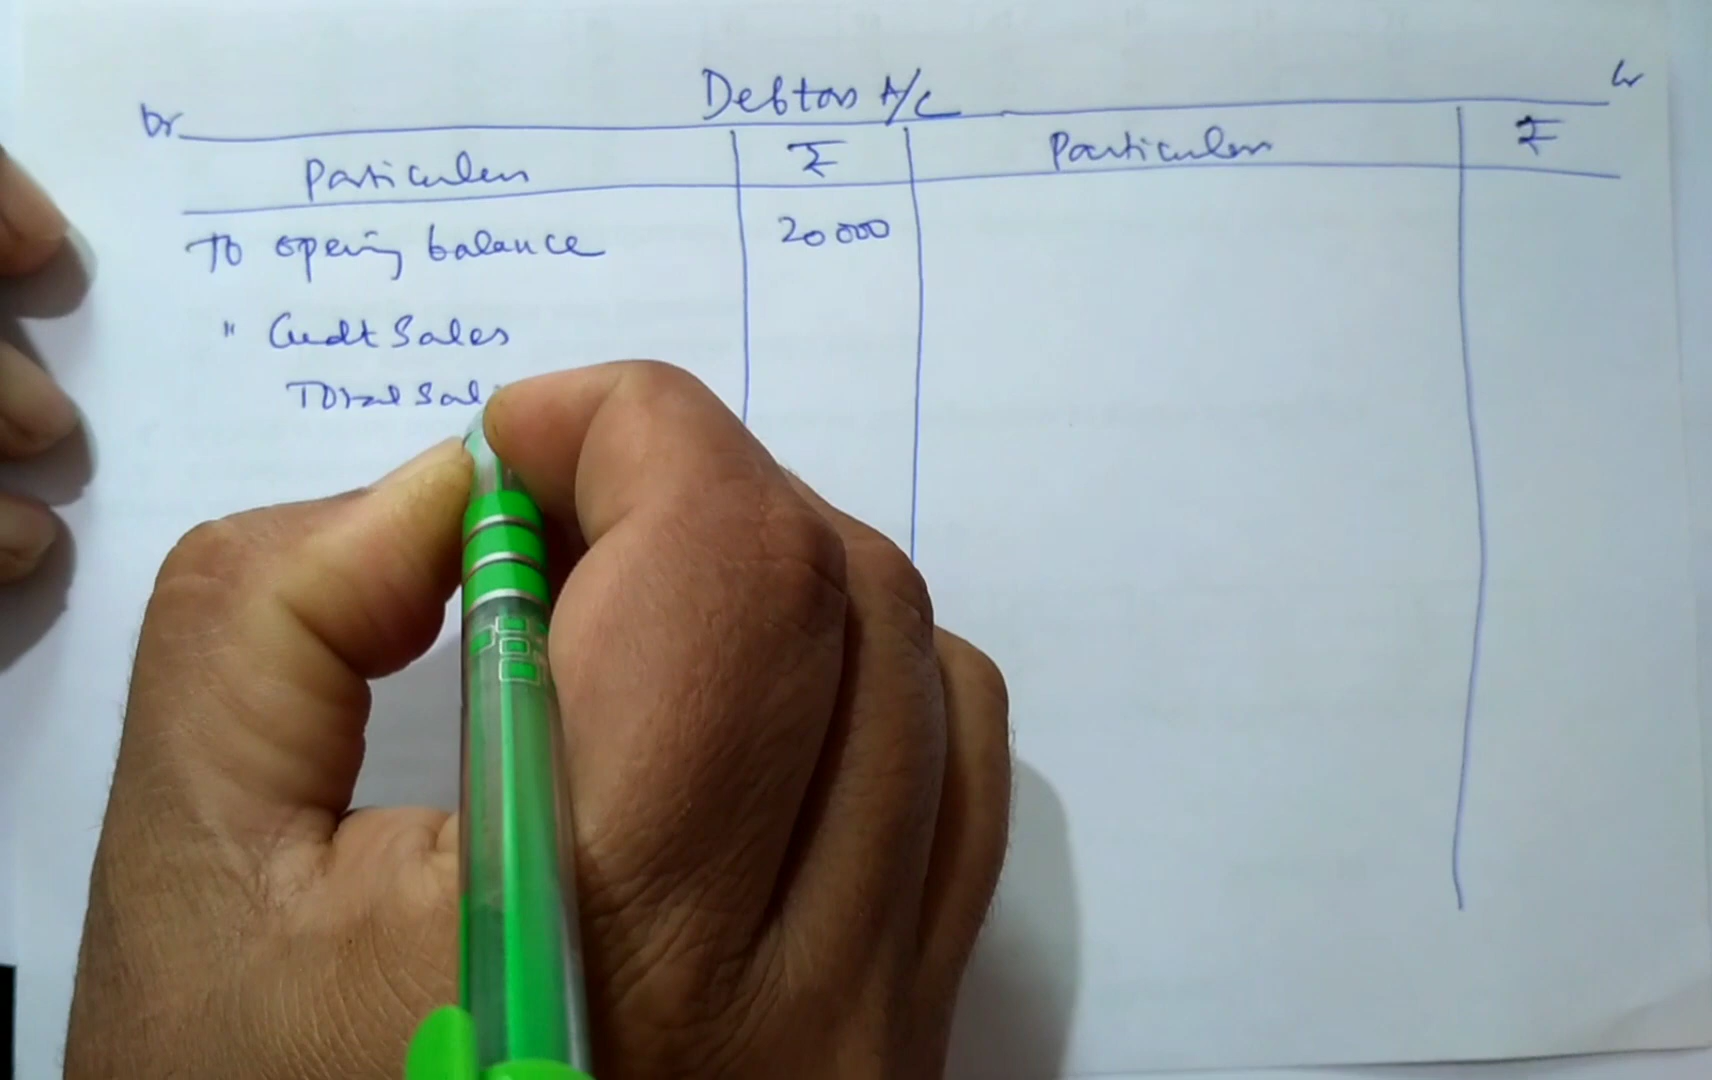 Debtors A/C
Dr Cr
Particulars ₹ Particulars ₹
To opening balance 20000
" Credit Sales
Total Sal